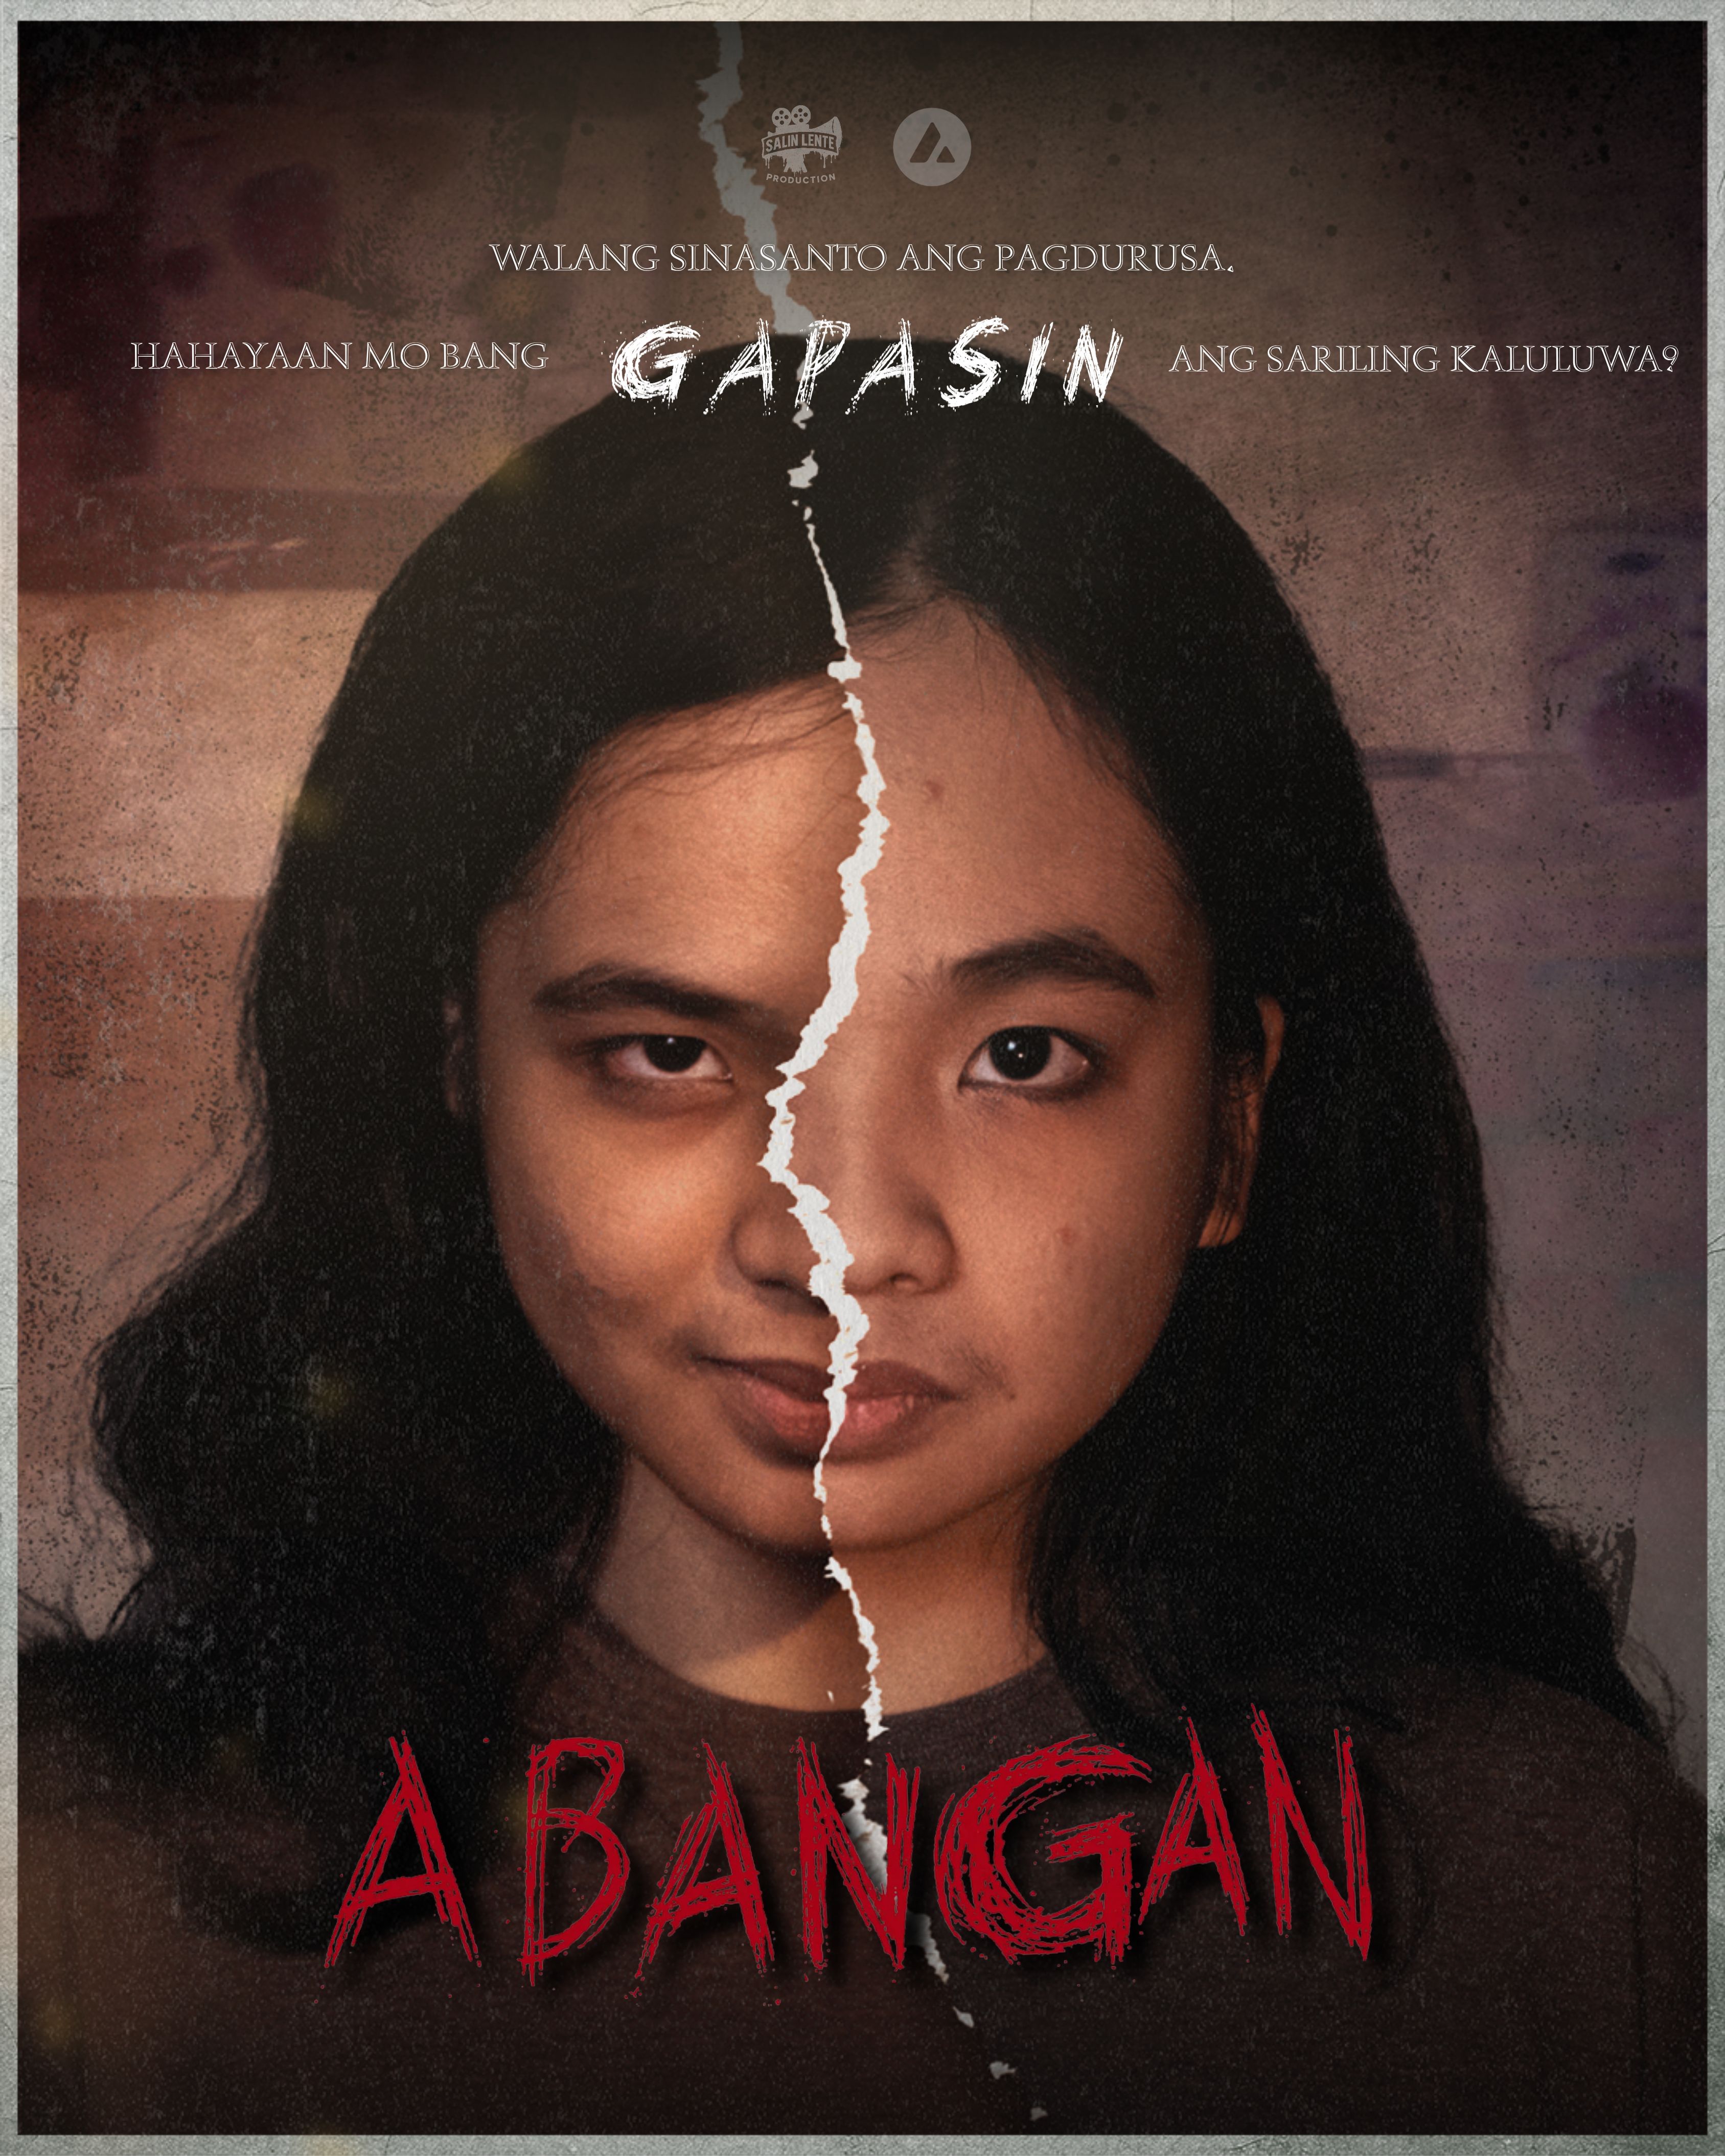 SALIN LENTE
PRODUCTION
WALANG SINASANTO ANG PAGDURUSA.
HAHAYAAN MO BANG GAPASIN ANG SARILING KALULUWA?
ABANGAN